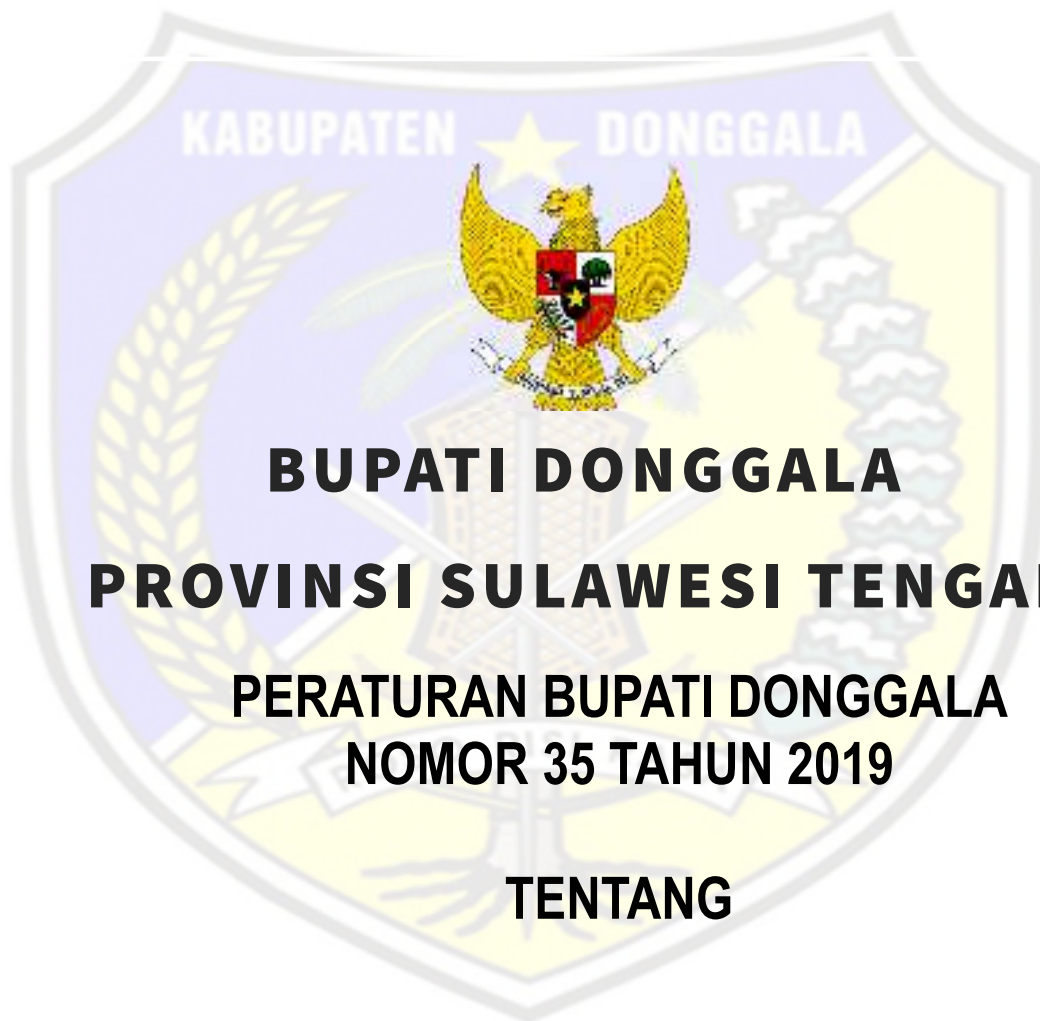 KABUPATEN DONGGALA
BUPATI DONGGALA
PROVINSI SULAWESI TENGAH
PERATURAN BUPATI DONGGALA
NOMOR 35 TAHUN 2019
TENTANG